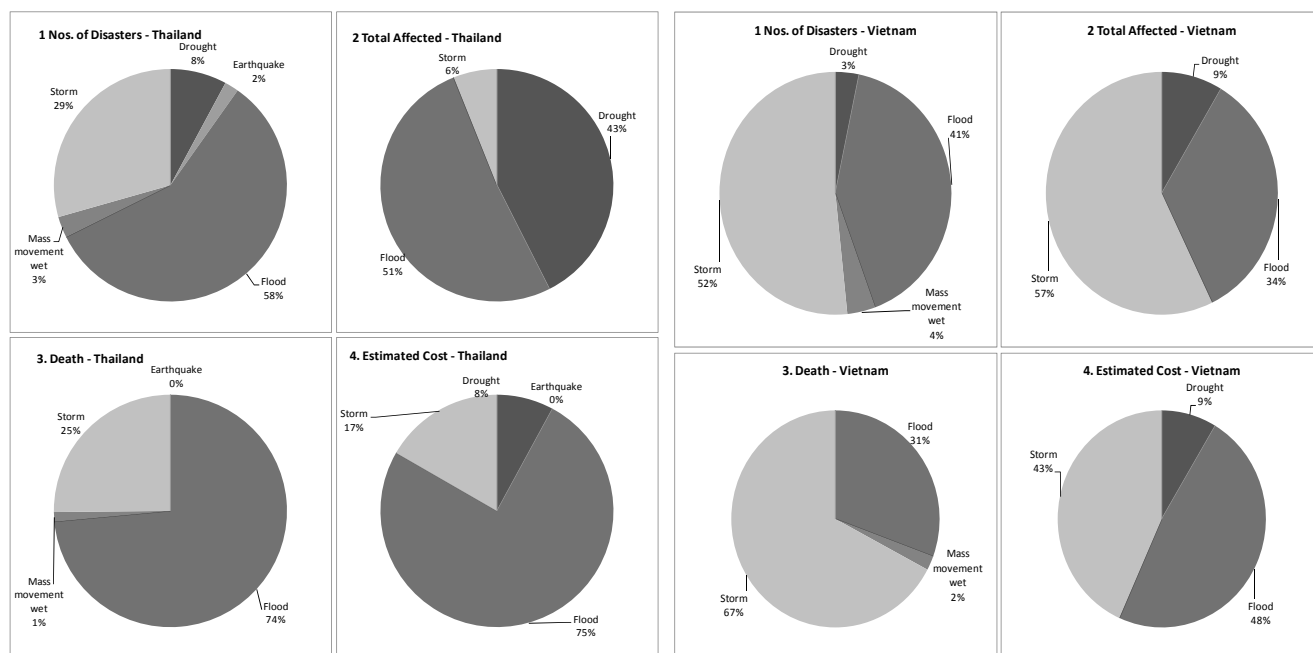 1 Nos. of Disasters - Thailand
Drought
8%
Earthquake
2%
Storm
29%
Mass
movement
wet
3%
Flood
58%
2 Total Affected - Thailand
Storm
6%
Drought
43%
Flood
51%
1 Nos. of Disasters - Vietnam
Drought
3%
Flood
41%
Storm
52%
Mass
movement
wet
4%
2 Total Affected - Vietnam
Drought
9%
Storm
57%
Flood
34%
3. Death - Thailand
Earthquake
0%
Storm
25%
Mass
movement
wet
1%
Flood
74%
4. Estimated Cost - Thailand
Drought
8%
Earthquake
0%
Storm
17%
Flood
75%
3. Death - Vietnam
Flood
31%
Mass
movement
wet
2%
Storm
67%
4. Estimated Cost - Vietnam
Drought
9%
Storm
43%
Flood
48%